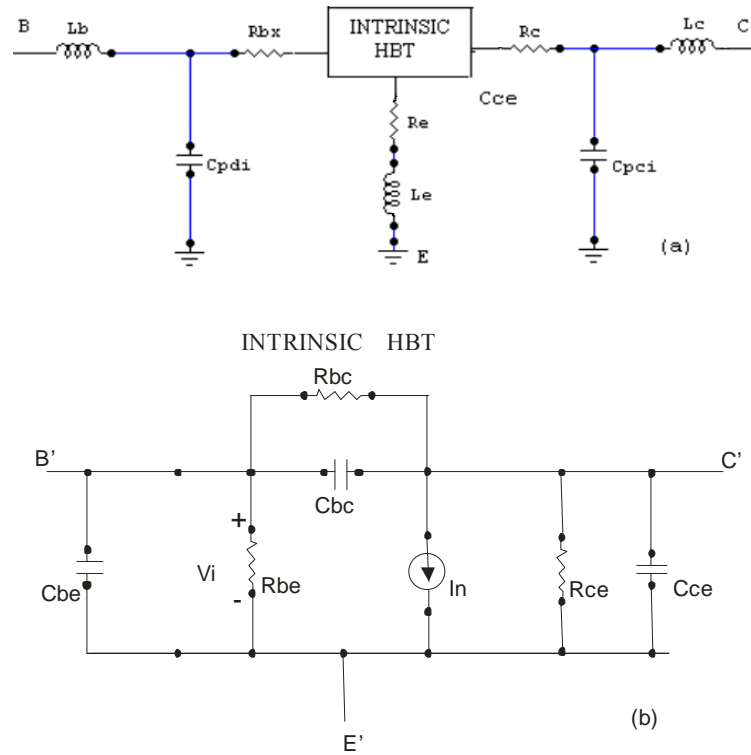 B Lb Rbx INTRINSIC HBT Rc Lc C
Cce
Re
Cpdi Cpci
Le
E (a)
INTRINSIC HBT
Rbc
B' C'
Cbc
+
Vi Rbe In Rce Cce
Cbe
-
E' (b)